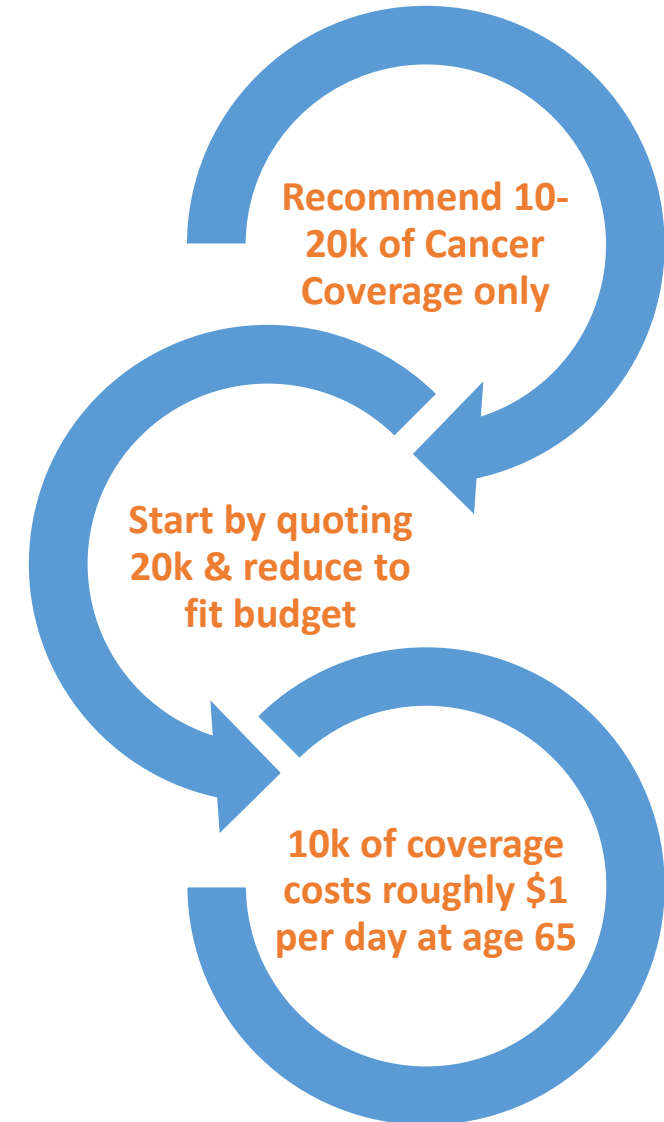 Recommend 10-
20k of Cancer
Coverage only
Start by quoting
20k & reduce to
fit budget
10k of coverage
costs roughly $1
per day at age 65